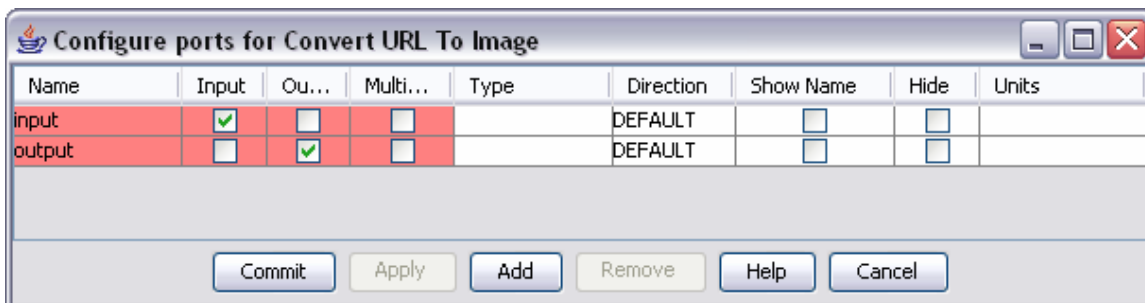 Configure ports for Convert URL To Image
Name Input Ou... Multi... Type Direction Show Name Hide Units
input DEFAULT
output DEFAULT
Commit Apply Add Remove Help Cancel